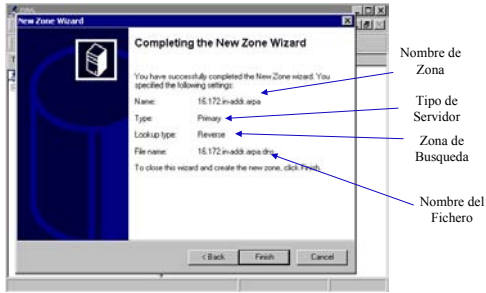 New Zone Wizard
Completing the New Zone Wizard
You have successfully completed the New Zone wizard. You
specified the following settings:
Name: 16.172.in-addr.arpa
Type: Primary
Lookup type: Reverse
File name: 16.172.in-addr.arpa.dns
To close this wizard and create the new zone, click Finish.
< Back Finish Cancel
Nombre de
Zona
Tipo de
Servidor
Zona de
Busqueda
Nombre del
Fichero